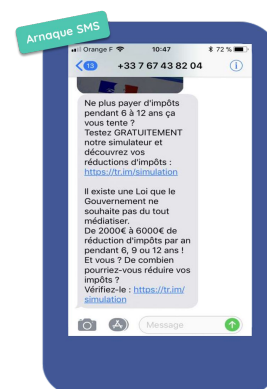 Arnaque SMS
Orange F 10:47 72 %
13 +33 7 67 43 82 04 i
Ne plus payer d'impôts
pendant 6 à 12 ans ça
vous tente ?
Testez GRATUITEMENT
notre simulateur et
découvrez vos
réductions d'impôts :
https://tr.im/simulation
Il existe une Loi que le
Gouvernement ne
souhaite pas du tout
médiatiser.
De 2000€ à 6000€ de
réduction d'impôts par an
pendant 6, 9 ou 12 ans !
Et vous ? De combien
pourriez-vous réduire vos
impôts ?
Vérifiez-le : https://tr.im/
simulation
Message